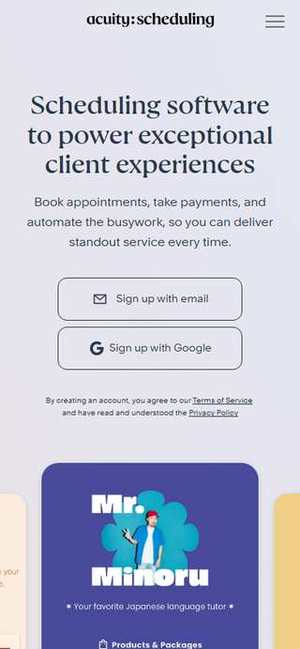 acuity:scheduling
Scheduling software
to power exceptional
client experiences
Book appointments, take payments, and
automate the busywork, so you can deliver
standout service every time.
Sign up with email
Sign up with Google
By creating an account, you agree to our Terms of Service
and have read and understood the Privacy Policy
Mr.
your
Minoru
✷ Your favorite Japanese language tutor ✷
Products & Packages